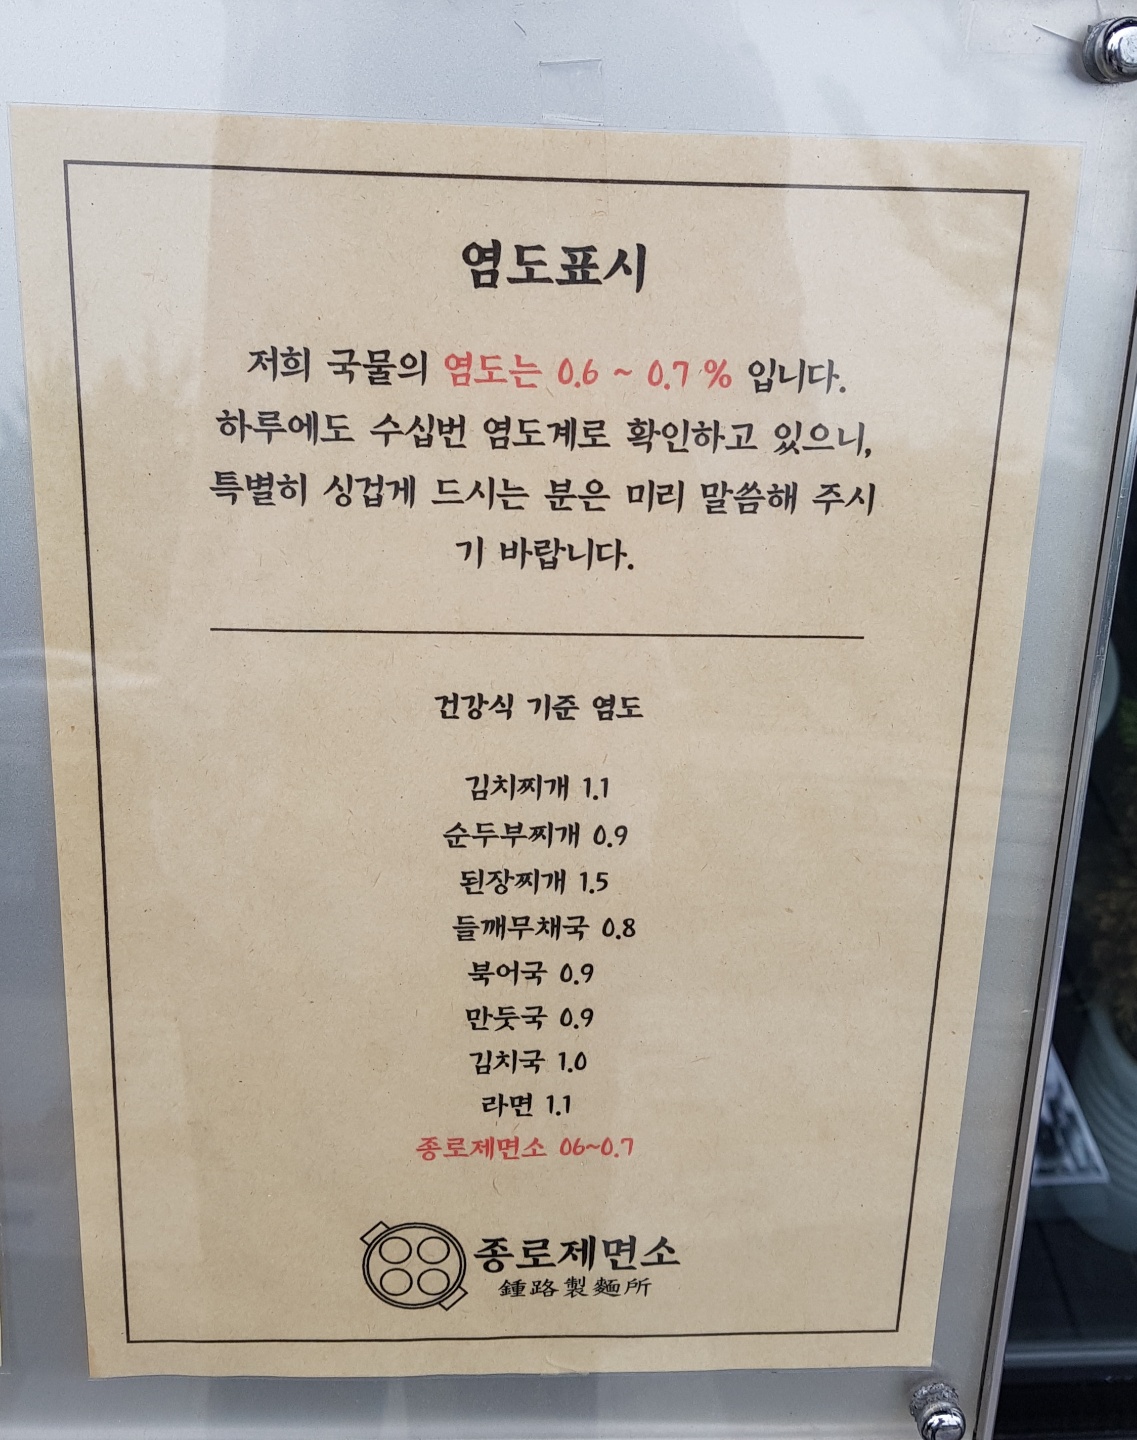 염도표시
저희 국물의 염도는 0.6 ~ 0.7 % 입니다.
하루에도 수십번 염도계로 확인하고 있으니,
특별히 싱겁게 드시는 분은 미리 말씀해 주시
기 바랍니다.
건강식 기준 염도
김치찌개 1.1
순두부찌개 0.9
된장찌개 1.5
들깨무채국 0.8
북어국 0.9
만둣국 0.9
김치국 1.0
라면 1.1
종로제면소 06~0.7
종로제면소
鍾路製麵所